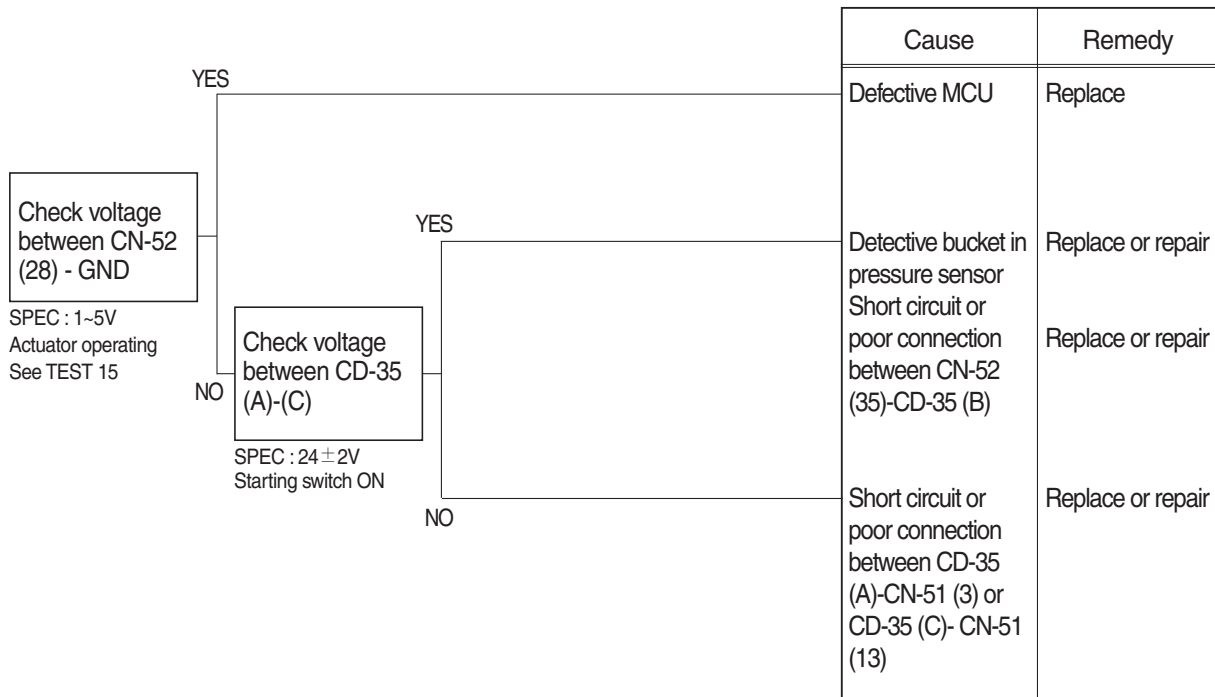 Cause
Remedy
YES
Defective MCU
Replace
Check voltage
between CN-52
(28) - GND
SPEC : 1~5V
Actuator operating
See TEST 15
NO
YES
Detective bucket in
pressure sensor
Replace or repair
Short circuit or
poor connection
between CN-52
(35)-CD-35 (B)
Replace or repair
Check voltage
between CD-35
(A)-(C)
SPEC : 24±2V
Starting switch ON
NO
Short circuit or
poor connection
between CD-35
(A)-CN-51 (3) or
CD-35 (C)- CN-51
(13)
Replace or repair